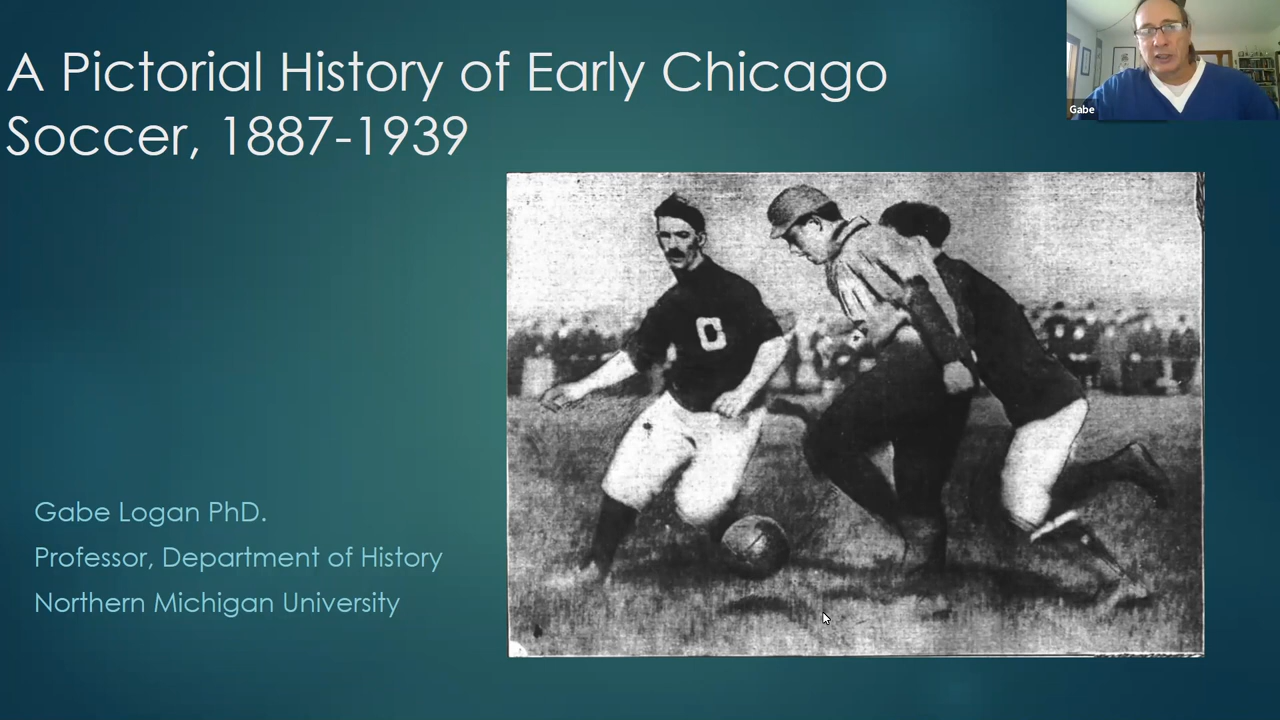 A Pictorial History of Early Chicago
Soccer, 1887-1939
Gabe
O
Gabe Logan PhD.
Professor, Department of History
Northern Michigan University